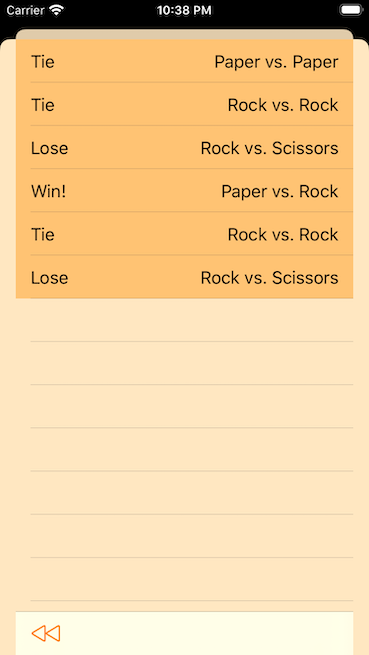 Carrier 10:38 PM
Tie Paper vs. Paper
Tie Rock vs. Rock
Lose Rock vs. Scissors
Win! Paper vs. Rock
Tie Rock vs. Rock
Lose Rock vs. Scissors